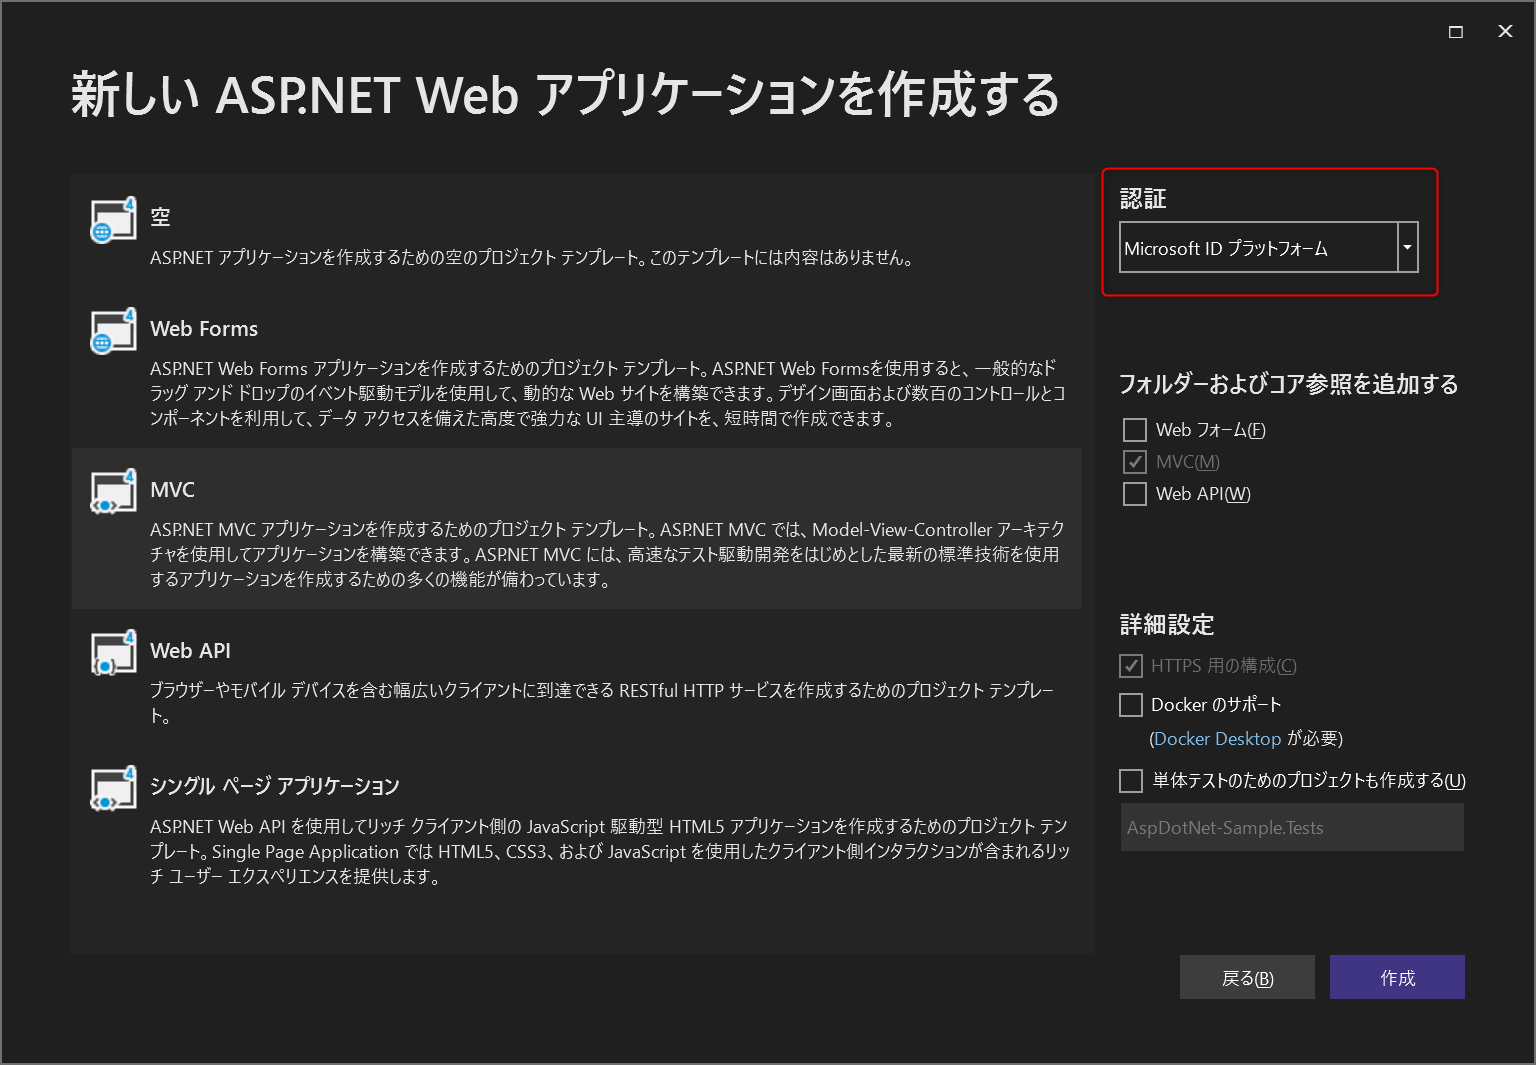 新しい ASP.NET Web アプリケーションを作成する
空
ASP.NET アプリケーションを作成するための空のプロジェクト テンプレート。このテンプレートには内容はありません。
Web Forms
ASP.NET Web Forms アプリケーションを作成するためのプロジェクト テンプレート。ASP.NET Web Formsを使用すると、一般的なド
ラッグ アンド ドロップのイベント駆動モデルを使用して、動的な Web サイトを構築できます。デザイン画面および数百のコントロールとコ
ンポーネントを利用して、データ アクセスを備えた高度で強力な UI 主導のサイトを、短時間で作成できます。
MVC
ASP.NET MVC アプリケーションを作成するためのプロジェクト テンプレート。ASP.NET MVC では、Model-View-Controller アーキテク
チャを使用してアプリケーションを構築できます。ASP.NET MVC には、高速なテスト駆動開発をはじめとした最新の標準技術を使用
するアプリケーションを作成するための多くの機能が備わっています。
Web API
ブラウザーやモバイル デバイスを含む幅広いクライアントに到達できる RESTful HTTP サービスを作成するためのプロジェクト テンプレー
ト。
シングル ページ アプリケーション
ASP.NET Web API を使用してリッチ クライアント側の JavaScript 駆動型 HTML5 アプリケーションを作成するためのプロジェクト テン
プレート。Single Page Application では HTML5、CSS3、および JavaScript を使用したクライアント側インタラクションが含まれるリッ
チ ユーザー エクスペリエンスを提供します。
認証
Microsoft ID プラットフォーム
フォルダーおよびコア参照を追加する
Web フォーム(F)
MVC(M)
Web API(W)
詳細設定
HTTPS 用の構成(C)
Docker のサポート
(Docker Desktop が必要)
単体テストのためのプロジェクトも作成する(U)
AspDotNet-Sample.Tests
戻る(B)
作成